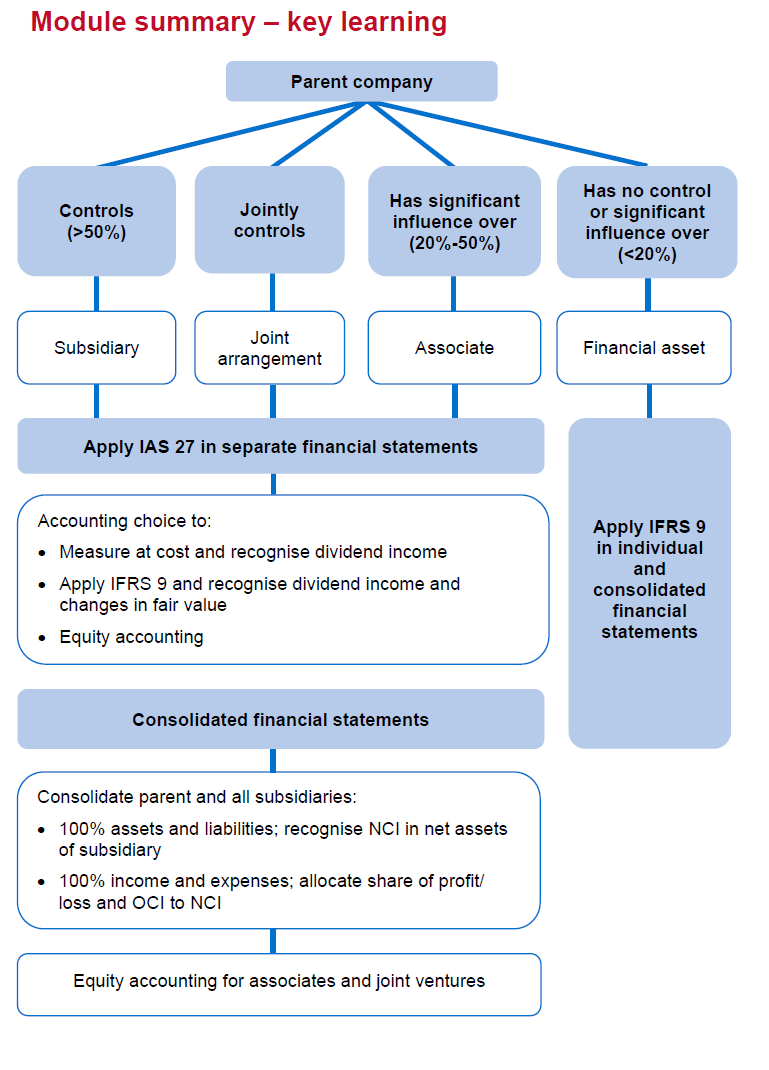 Module summary – key learning
Parent company
Controls
(>50%)
Jointly
controls
Has significant
influence over
(20%-50%)
Has no control
or significant
influence over
(<20%)
Subsidiary
Joint
arrangement
Associate
Financial asset
Apply IAS 27 in separate financial statements
Accounting choice to:
• Measure at cost and recognise dividend income
• Apply IFRS 9 and recognise dividend income and
changes in fair value
• Equity accounting
Apply IFRS 9
in individual
and
consolidated
financial
statements
Consolidated financial statements
Consolidate parent and all subsidiaries:
• 100% assets and liabilities; recognise NCI in net assets
of subsidiary
• 100% income and expenses; allocate share of profit/
loss and OCI to NCI
Equity accounting for associates and joint ventures